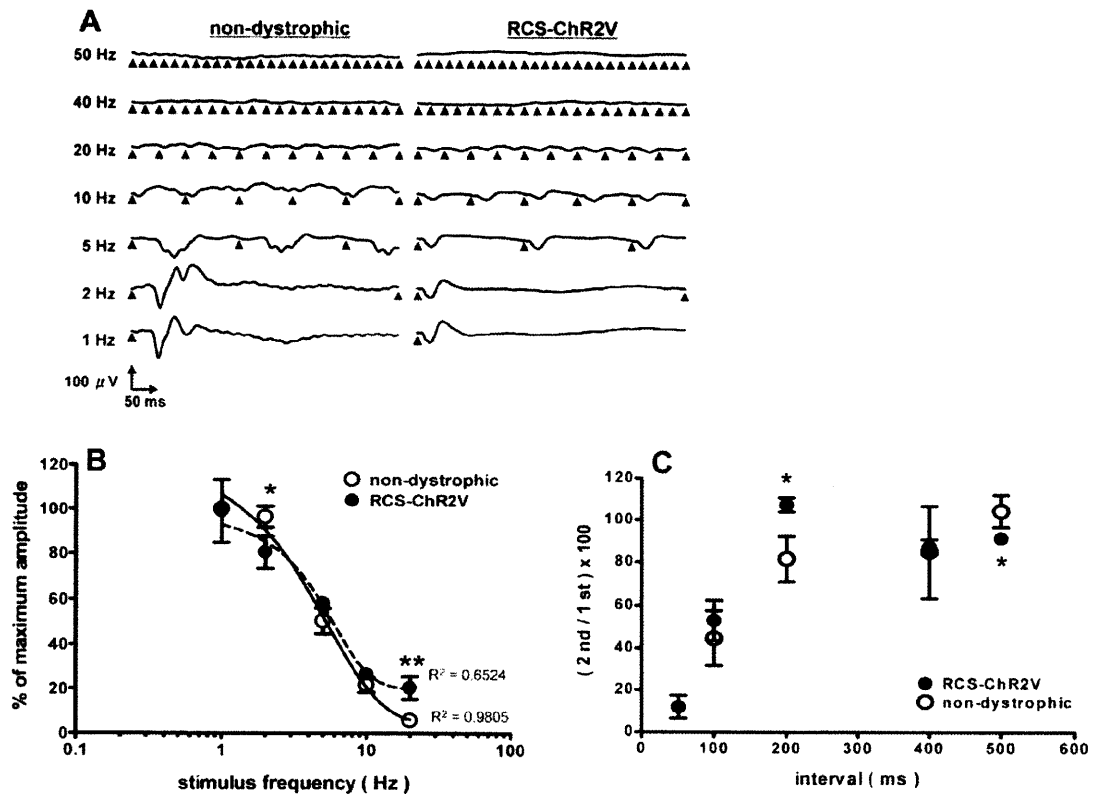 A
non-dystrophic RCS-ChR2V
50 Hz
40 Hz
20 Hz
10 Hz
5 Hz
2 Hz
1 Hz
100 μV
50 ms
B
% of maximum amplitude
120
100
80
60
40
20
0
0.1 1 10 100
stimulus frequency ( Hz )
non-dystrophic
RCS-ChR2V
*
**
R² = 0.6524
R² = 0.9805
C
( 2 nd / 1 st ) x 100
120
100
80
60
40
20
0
0 100 200 300 400 500 600
interval ( ms )
*
*
RCS-ChR2V
non-dystrophic